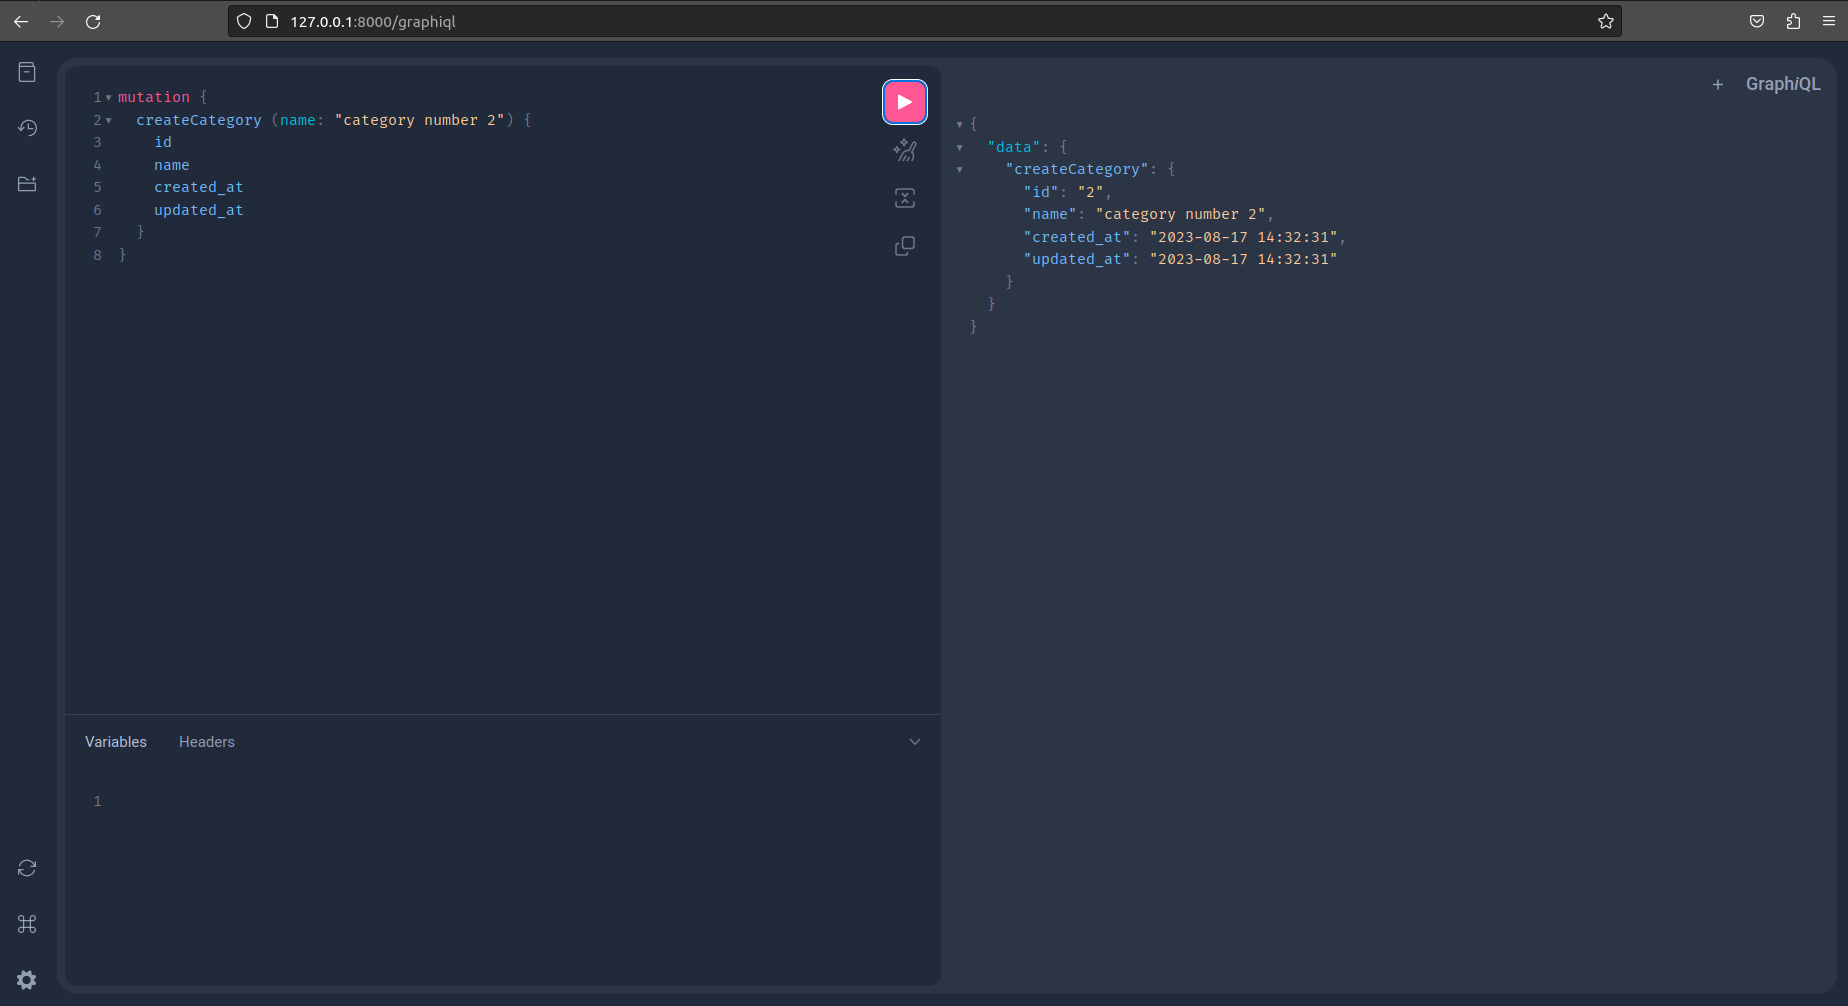 127.0.0.1:8000/graphiql
1 mutation {
2 createCategory (name: "category number 2") {
3 id
4 name
5 created_at
6 updated_at
7 }
8 }
Variables Headers
1
+ GraphiQL
{
"data": {
"createCategory": {
"id": "2",
"name": "category number 2",
"created_at": "2023-08-17 14:32:31",
"updated_at": "2023-08-17 14:32:31"
}
}
}